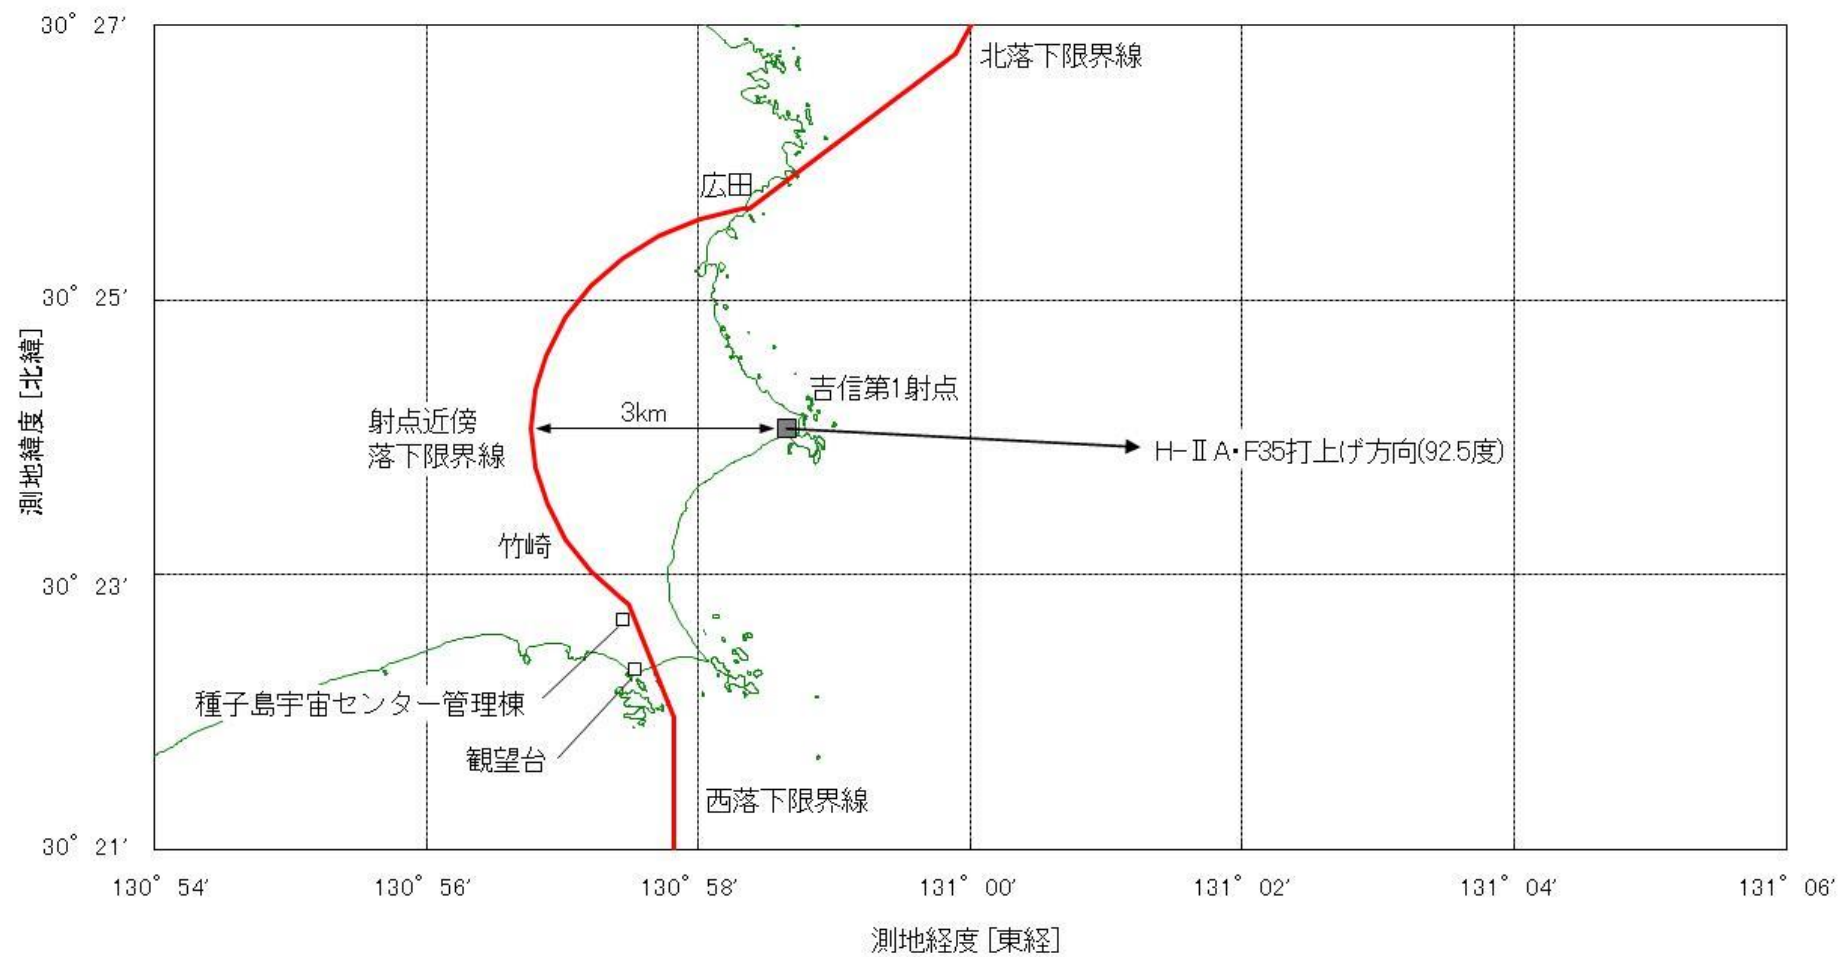 30° 27′
北落下限界線
広田
30° 25′
吉信第1射点
3km
射点近傍
落下限界線
H-ⅡA・F35打上げ方向(92.5度)
測地緯度 [北緯]
竹崎
30° 23′
種子島宇宙センター管理棟
観望台
西落下限界線
30° 21′
130° 54′
130° 56′
130° 58′
131° 00′
131° 02′
131° 04′
131° 06′
測地経度 [東経]